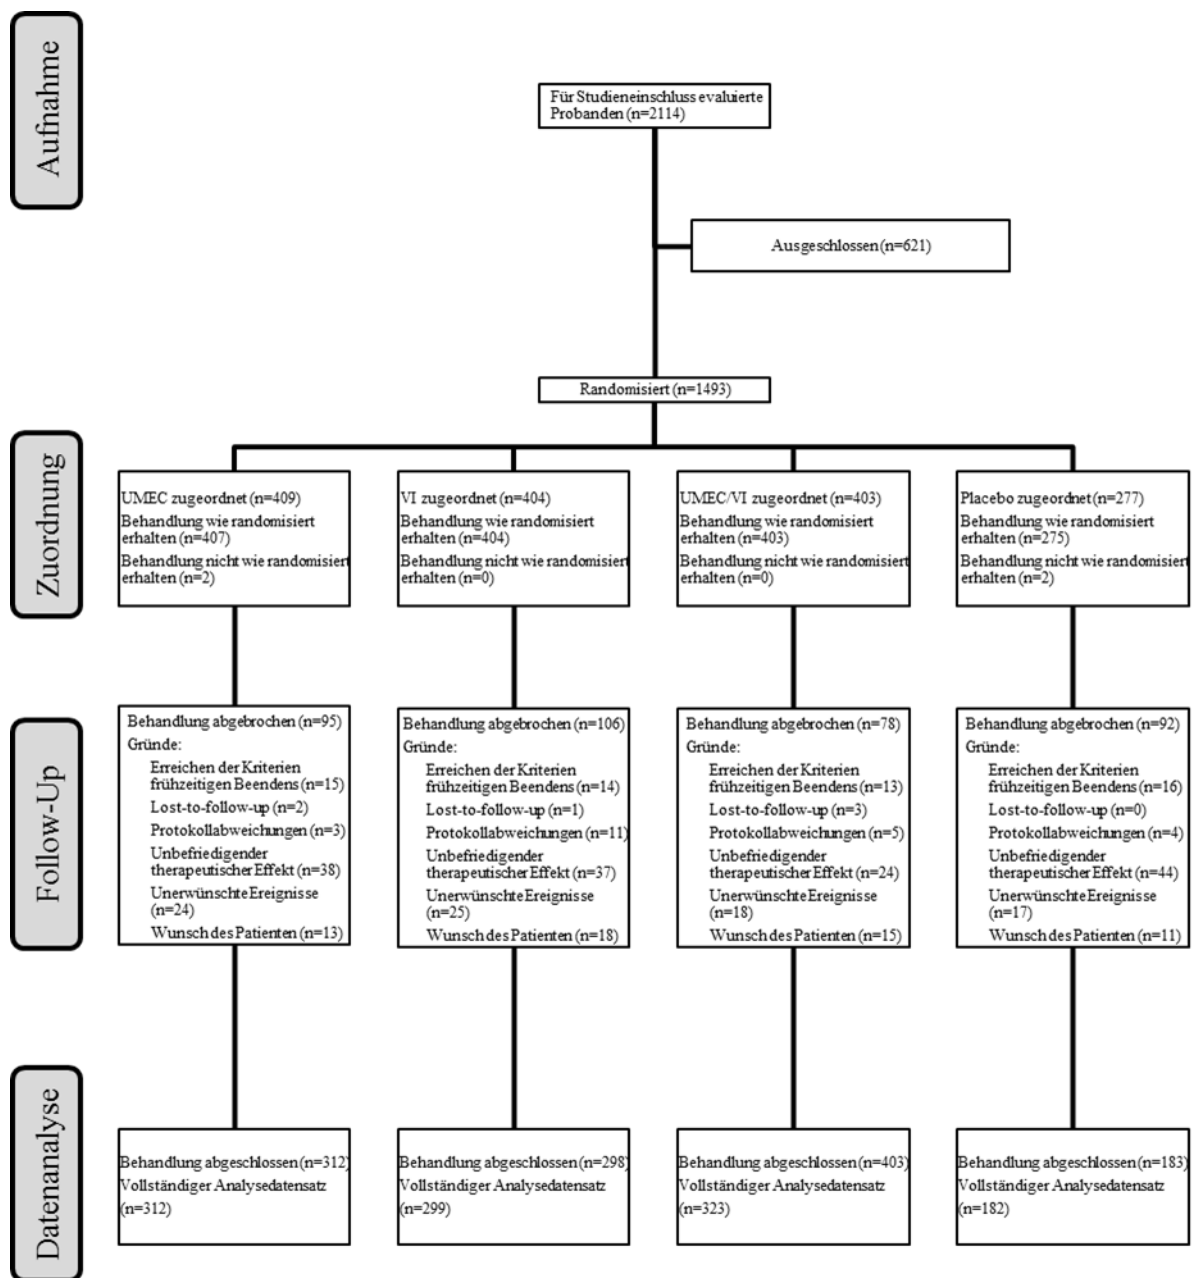 Aufnahme
Für Studieneinschluss evaluierte
Probanden (n=2114)
Ausgeschlossen (n=621)
Randomisiert (n=1493)
Zuordnung
UMEC zugeordnet (n=409)
Behandlung wie randomisiert
erhalten (n=407)
Behandlung nicht wie randomisiert
erhalten (n=2)
VI zugeordnet (n=404)
Behandlung wie randomisiert
erhalten (n=404)
Behandlung nicht wie randomisiert
erhalten (n=0)
UMEC/VI zugeordnet (n=403)
Behandlung wie randomisiert
erhalten (n=403)
Behandlung nicht wie randomisiert
erhalten (n=0)
Placebo zugeordnet (n=277)
Behandlung wie randomisiert
erhalten (n=275)
Behandlung nicht wie randomisiert
erhalten (n=2)
Follow-Up
Behandlung abgebrochen (n=95)
Gründe:
Erreichen der Kriterien
frühzeitigen Beendens (n=15)
Lost-to-follow-up (n=2)
Protokollabweichungen (n=3)
Unbefriedigender
therapeutischer Effekt (n=38)
Unerwünschte Ereignisse
(n=24)
Wunsch des Patienten (n=13)
Behandlung abgebrochen (n=106)
Gründe:
Erreichen der Kriterien
frühzeitigen Beendens (n=14)
Lost-to-follow-up (n=1)
Protokollabweichungen (n=11)
Unbefriedigender
therapeutischer Effekt (n=37)
Unerwünschte Ereignisse
(n=25)
Wunsch des Patienten (n=18)
Behandlung abgebrochen (n=78)
Gründe:
Erreichen der Kriterien
frühzeitigen Beendens (n=13)
Lost-to-follow-up (n=3)
Protokollabweichungen (n=5)
Unbefriedigender
therapeutischer Effekt (n=24)
Unerwünschte Ereignisse
(n=18)
Wunsch des Patienten (n=15)
Behandlung abgebrochen (n=92)
Gründe:
Erreichen der Kriterien
frühzeitigen Beendens (n=16)
Lost-to-follow-up (n=0)
Protokollabweichungen (n=4)
Unbefriedigender
therapeutischer Effekt (n=44)
Unerwünschte Ereignisse
(n=17)
Wunsch des Patienten (n=11)
Datenanalyse
Behandlung abgeschlossen (n=312)
Vollständiger Analysedatensatz
(n=312)
Behandlung abgeschlossen (n=298)
Vollständiger Analysedatensatz
(n=299)
Behandlung abgeschlossen (n=403)
Vollständiger Analysedatensatz
(n=323)
Behandlung abgeschlossen (n=183)
Vollständiger Analysedatensatz
(n=182)